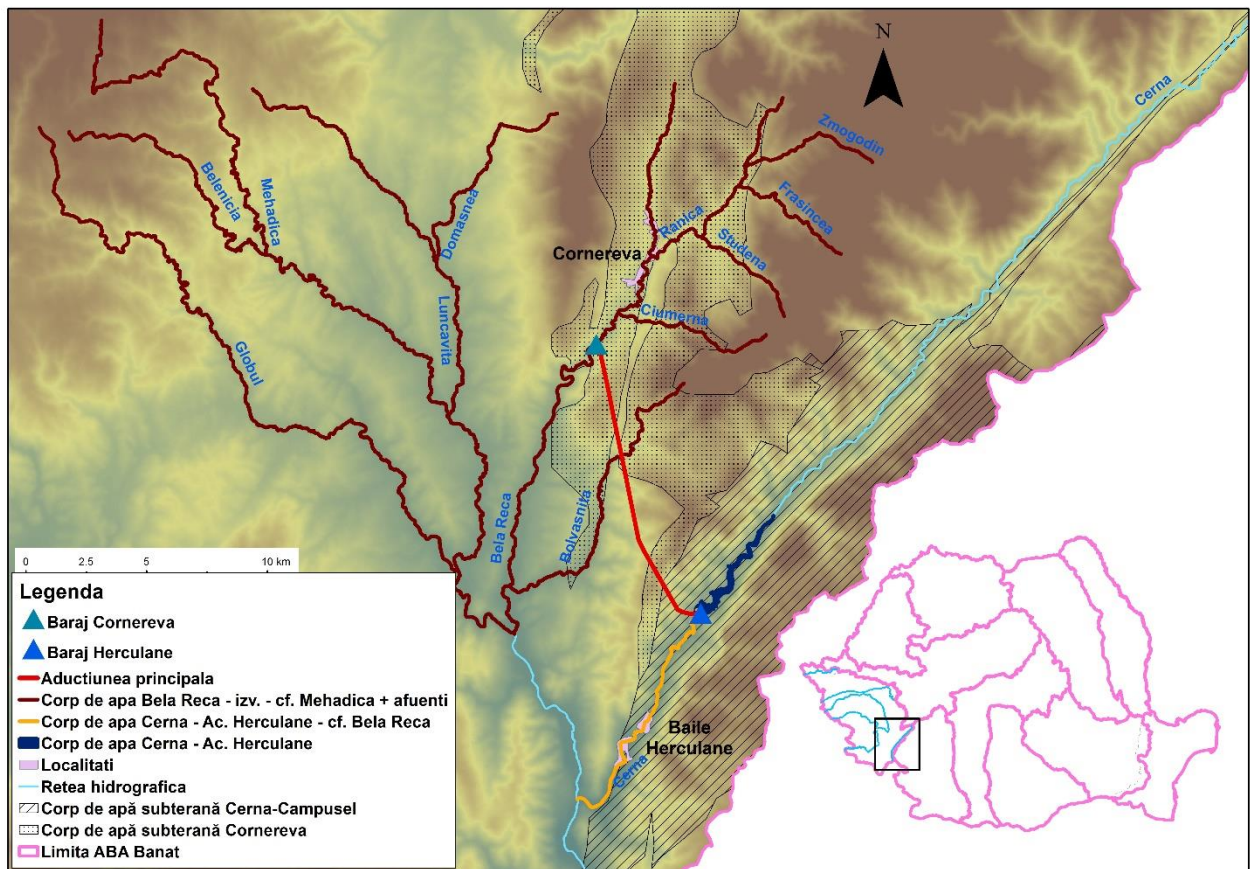 N
Cerna
Zmogodin
Frasincea
Belenicia
Mehadica
Domasnea
Ranica
Studena
Cornereva
Ciumerna
Luncavita
Globul
Bela Reca
Bolvasnita
Baile
Herculane
Cerna
0 2.5 5 10 km
Legenda
Baraj Cornereva
Baraj Herculane
Aductiunea principala
Corp de apa Bela Reca - izv. - cf. Mehadica + afuenti
Corp de apa Cerna - Ac. Herculane - cf. Bela Reca
Corp de apa Cerna - Ac. Herculane
Localitati
Retea hidrografica
Corp de apă subterană Cerna-Campusel
Corp de apă subterană Cornereva
Limita ABA Banat